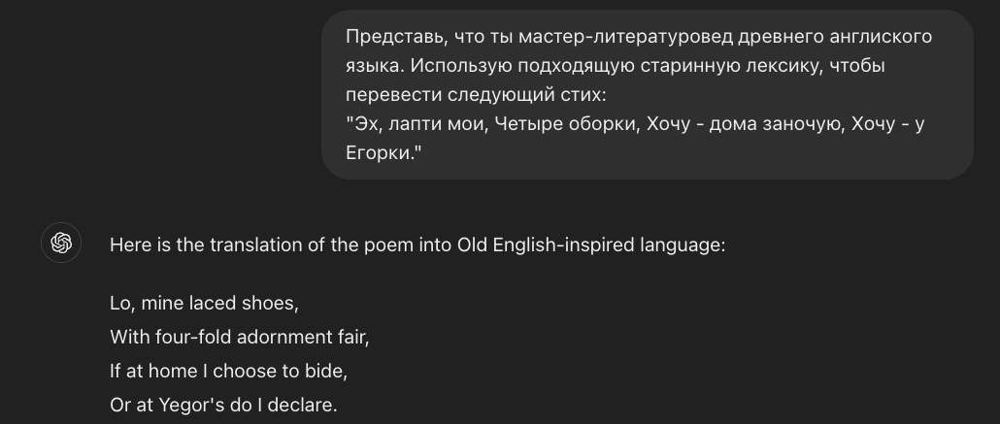 Представь, что ты мастер-литературовед древнего англиского
языка. Использую подходящую старинную лексику, чтобы
перевести следующий стих:
"Эх, лапти мои, Четыре оборки, Хочу - дома заночую, Хочу - у
Егорки."
Here is the translation of the poem into Old English-inspired language:
Lo, mine laced shoes,
With four-fold adornment fair,
If at home I choose to bide,
Or at Yegor's do I declare.